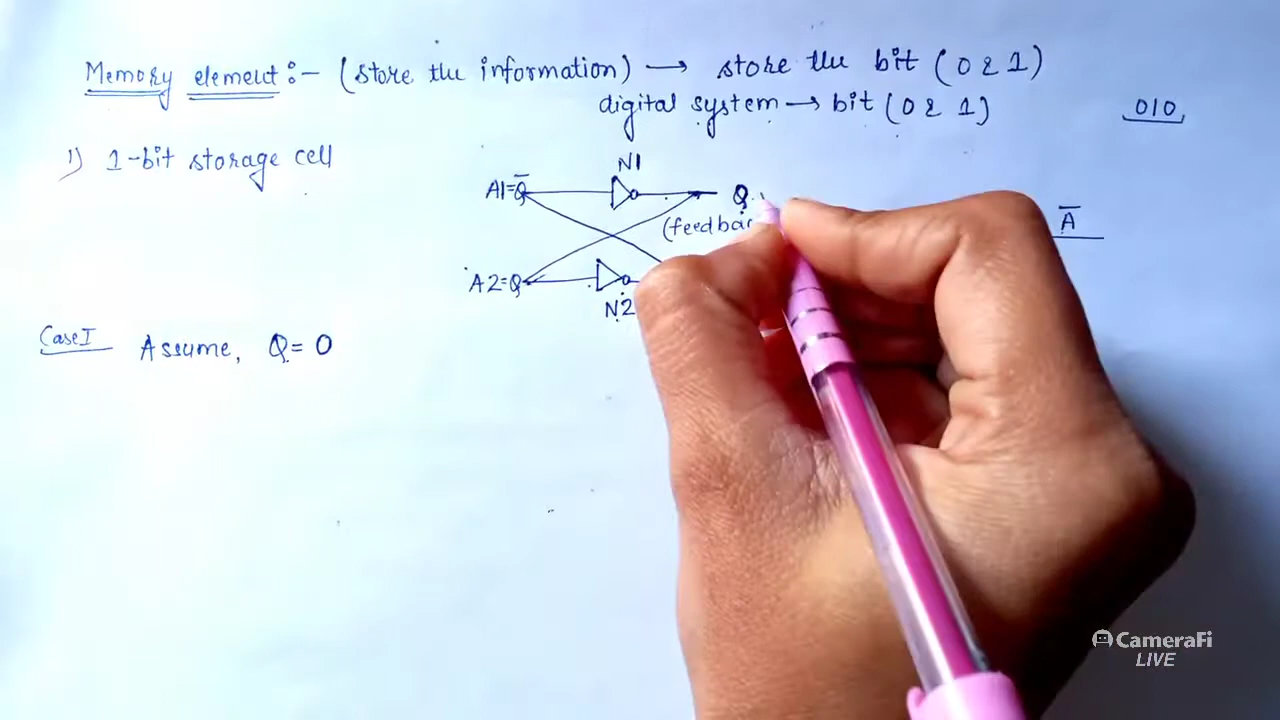 Memory element :- (store the information) → store the bit (0 & 1)
digital system → bit (0 & 1)
010
1) 1-bit storage cell
N1
A1=Q̅
Q
A̅
A2=Q
N2
Case I Assume, Q = 0
CameraFi
LIVE